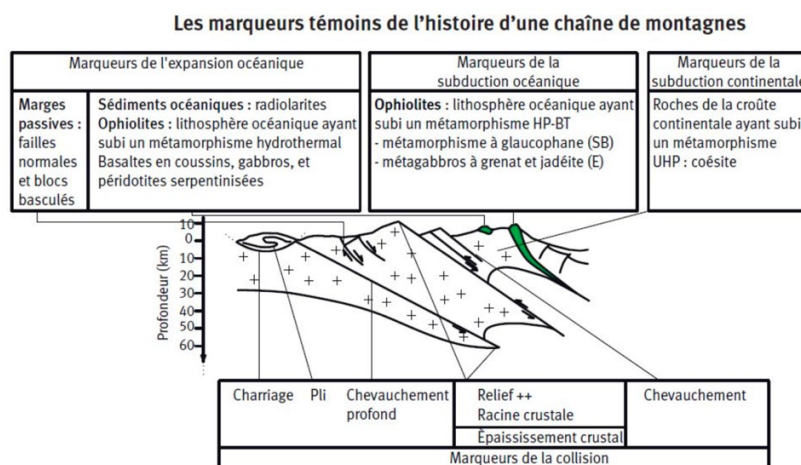 Les marqueurs témoins de l'histoire d'une chaîne de montagnes
Marqueurs de l'expansion océanique
Marges
passives :
failles
normales
et blocs
basculés
Sédiments océaniques : radiolarites
Ophiolites : lithosphère océanique ayant
subi un métamorphisme hydrothermal
Basaltes en coussins, gabbros, et
péridotites serpentinisées
Marqueurs de la
subduction océanique
Ophiolites : lithosphère océanique ayant
subi un métamorphisme HP-BT
- métamorphisme à glaucophane (SB)
- métagabbros à grenat et jadéite (E)
Marqueurs de la
subduction continentale
Roches de la croûte
continentale ayant subi
un métamorphisme
UHP : coésite
Profondeur (km)
10
0
10
20
30
40
50
60
Charriage
Pli
Chevauchement
profond
Relief ++
Racine crustale
Èpaississement crustal
Chevauchement
Marqueurs de la collision